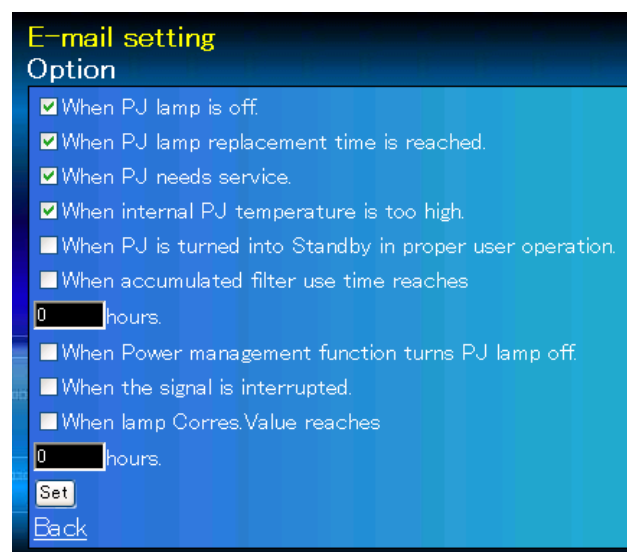 E-mail setting
Option
When PJ lamp is off.
When PJ lamp replacement time is reached.
When PJ needs service.
When internal PJ temperature is too high.
When PJ is turned into Standby in proper user operation.
When accumulated filter use time reaches
0 hours.
When Power management function turns PJ lamp off.
When the signal is interrupted.
When lamp Corres.Value reaches
0 hours.
Set
Back